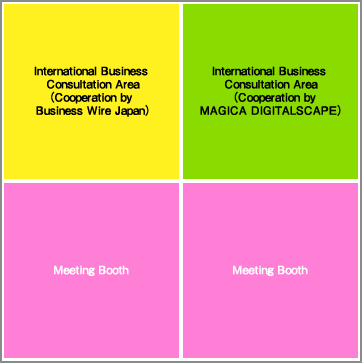 International Business
Consultation Area
(Cooperation by
Business Wire Japan)
International Business
Consultation Area
(Cooperation by
MAGICA DIGITALSCAPE)
Meeting Booth
Meeting Booth